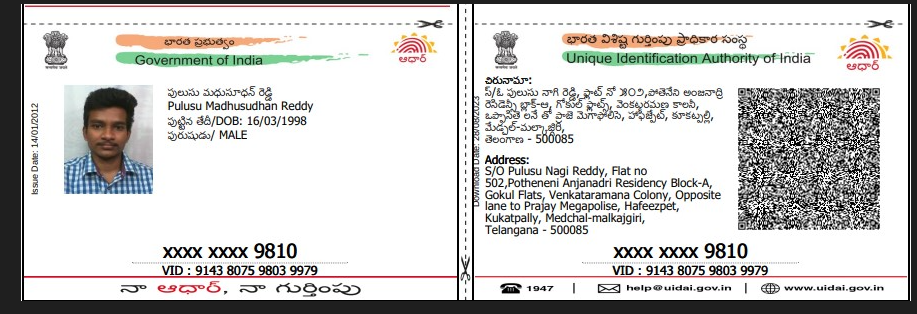 భారత ప్రభుత్వం
Government of India
ఆధార్
Issue Date: 14/01/2012
పులుసు మధుసూధన్ రెడ్డి
Pulusu Madhusudhan Reddy
పుట్టిన తేదీ/DOB: 16/03/1998
పురుషుడు/ MALE
xxxx xxxx 9810
VID : 9143 8075 9803 9979
నా ఆధార్, నా గుర్తింపు
భారత విశిష్ట గుర్తింపు ప్రాధికార సంస్థ
Unique Identification Authority of India
ఆధార్
Download Date:
చిరునామా:
S/O పులుసు నాగి రెడ్డి, ఫ్లాట్ నో ౫౦౨,పోతెనేని అంజనాద్రి
రెసిడెన్సీ బ్లాక్-ఆ, గోకుల్ ఫ్లాట్స్, వెంకటరమణ కాలనీ,
లనే తో ప్రాజె మెగాపోలిస్, హఫీజ్పేట్, కూకట్పల్లి,
మేడ్చల్-మల్కాజ్గిరి,
తెలంగాణ - 500085
Address:
S/O Pulusu Nagi Reddy, Flat no
502,Potheneni Anjanadri Residency Block-A,
Gokul Flats, Venkataramana Colony, Opposite
lane to Prajay Megapolise, Hafeezpet,
Kukatpally, Medchal-malkajgiri,
Telangana - 500085
xxxx xxxx 9810
VID : 9143 8075 9803 9979
1947 | help@uidai.gov.in | www.uidai.gov.in